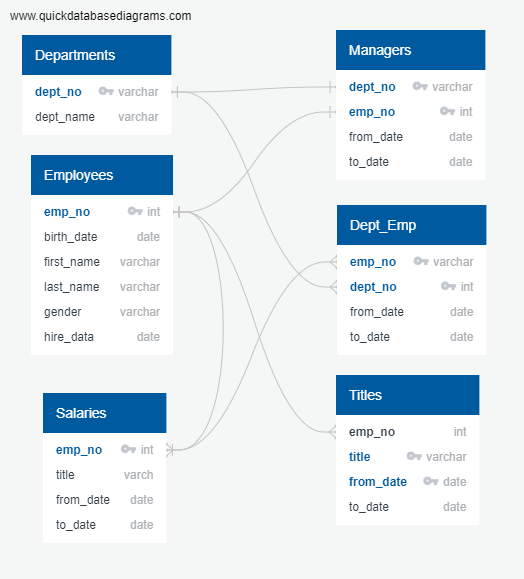 www.quickdatabasediagrams.com
Departments
dept_no varchar
dept_name varchar
Managers
dept_no varchar
emp_no int
from_date date
to_date date
Employees
emp_no int
birth_date date
first_name varchar
last_name varchar
gender varchar
hire_data date
Dept_Emp
emp_no varchar
dept_no int
from_date date
to_date date
Salaries
emp_no int
title varch
from_date date
to_date date
Titles
emp_no int
title varchar
from_date date
to_date date